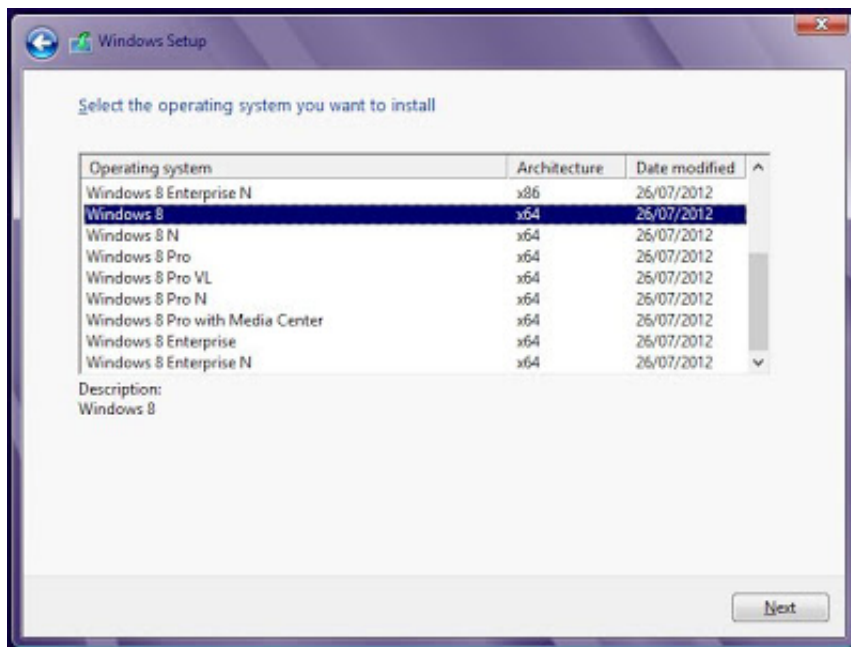 Windows Setup
Select the operating system you want to install
Operating system Architecture Date modified
Windows 8 Enterprise N x86 26/07/2012
Windows 8 x64 26/07/2012
Windows 8 N x64 26/07/2012
Windows 8 Pro x64 26/07/2012
Windows 8 Pro VL x64 26/07/2012
Windows 8 Pro N x64 26/07/2012
Windows 8 Pro with Media Center x64 26/07/2012
Windows 8 Enterprise x64 26/07/2012
Windows 8 Enterprise N x64 26/07/2012
Description:
Windows 8
Next